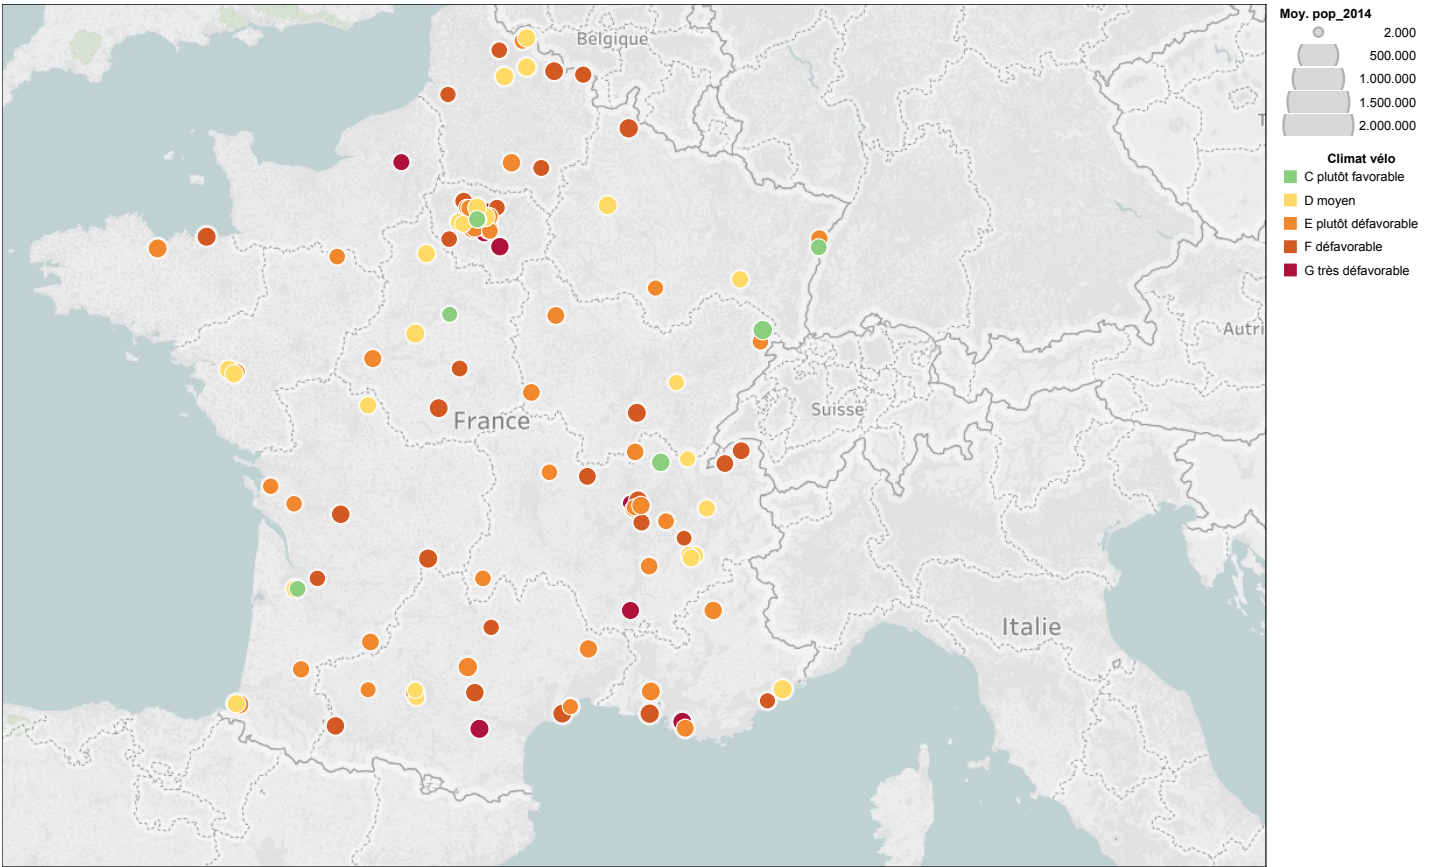 Belgique
France
Suisse
Autri
Italie
T
Moy. pop_2014
2.000
500.000
1.000.000
1.500.000
2.000.000
Climat vélo
C plutôt favorable
D moyen
E plutôt défavorable
F défavorable
G très défavorable